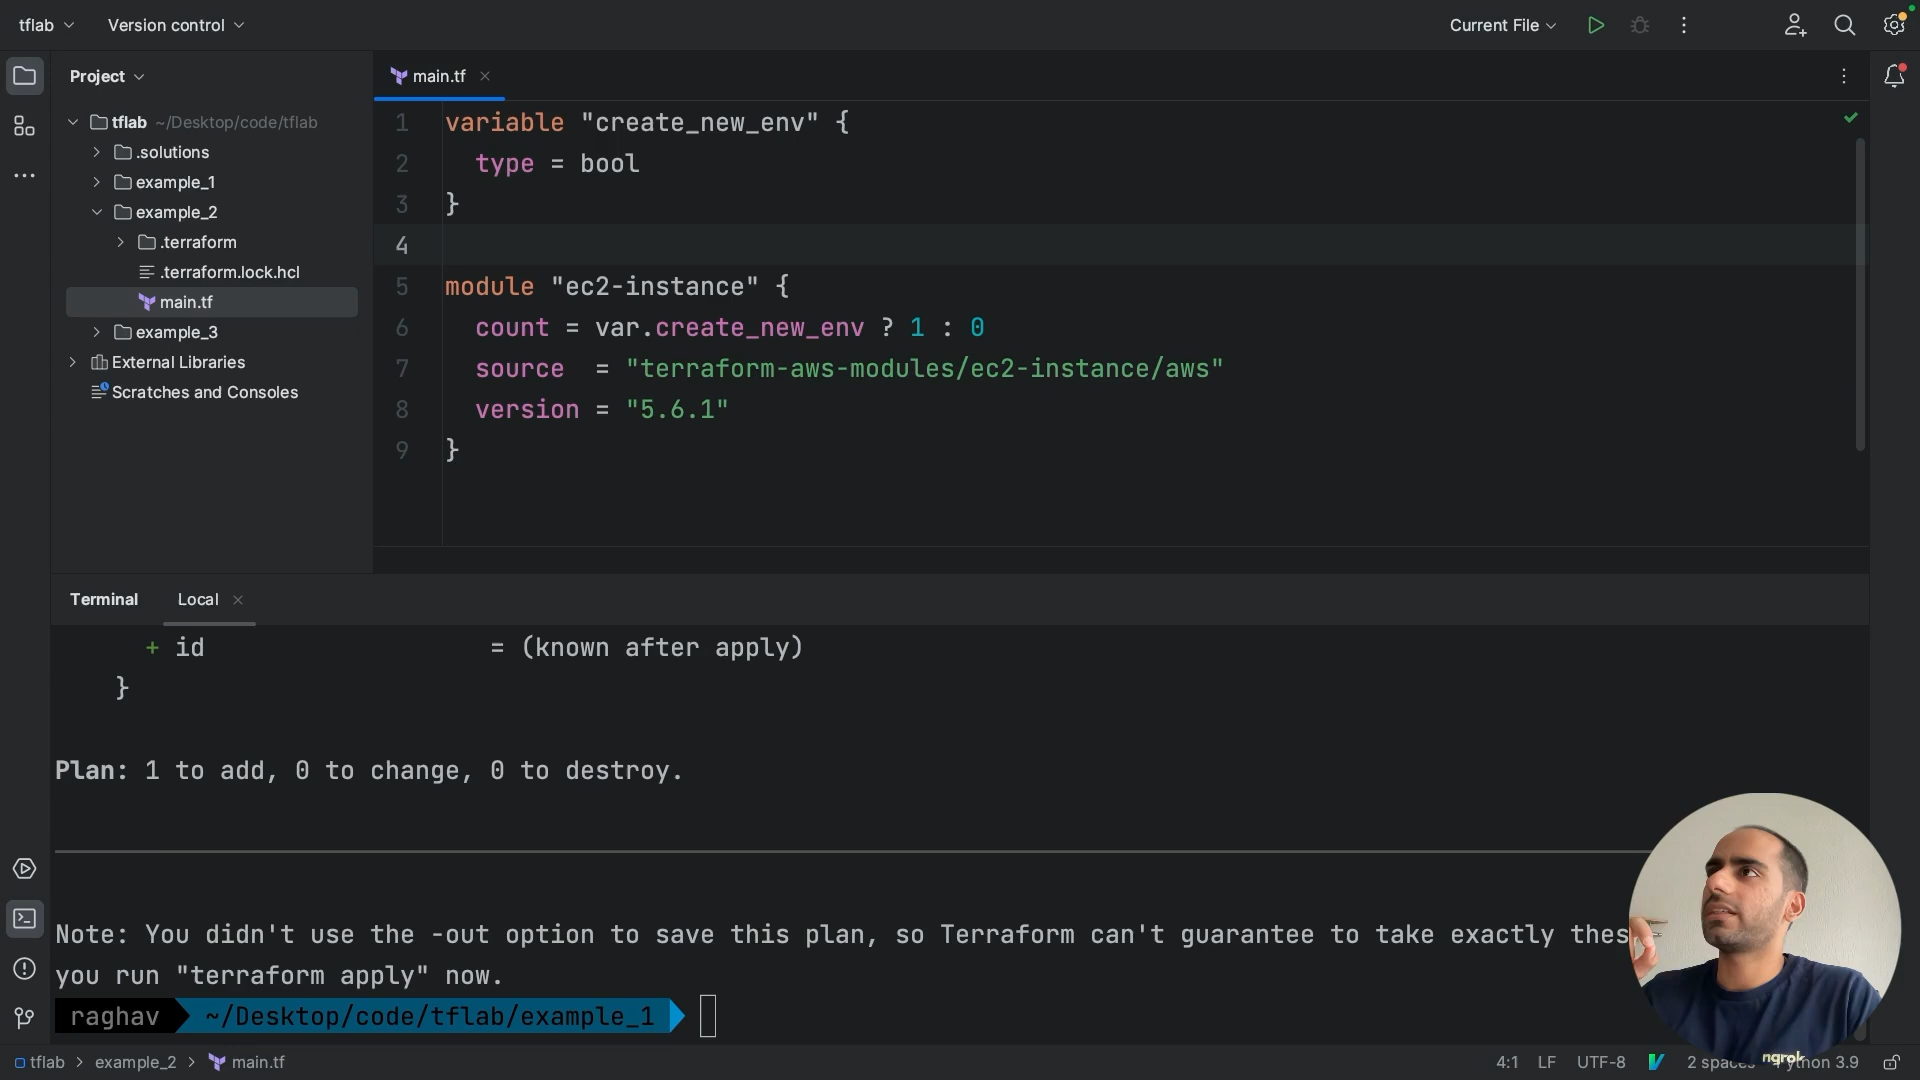 tflab
Version control
Current File
Project
main.tf
tflab ~/Desktop/code/tflab
.solutions
example_1
example_2
.terraform
.terraform.lock.hcl
main.tf
example_3
External Libraries
Scratches and Consoles
1 variable "create_new_env" {
2 type = bool
3 }
4
5 module "ec2-instance" {
6 count = var.create_new_env ? 1 : 0
7 source = "terraform-aws-modules/ec2-instance/aws"
8 version = "5.6.1"
9 }
Terminal
Local
+ id = (known after apply)
}
Plan: 1 to add, 0 to change, 0 to destroy.
Note: You didn't use the -out option to save this plan, so Terraform can't guarantee to take exactly thes
you run "terraform apply" now.
raghav ~/Desktop/code/tflab/example_1
tflab > example_2 > main.tf
4:1 LF UTF-8 2 spaces Python 3.9
ngrok